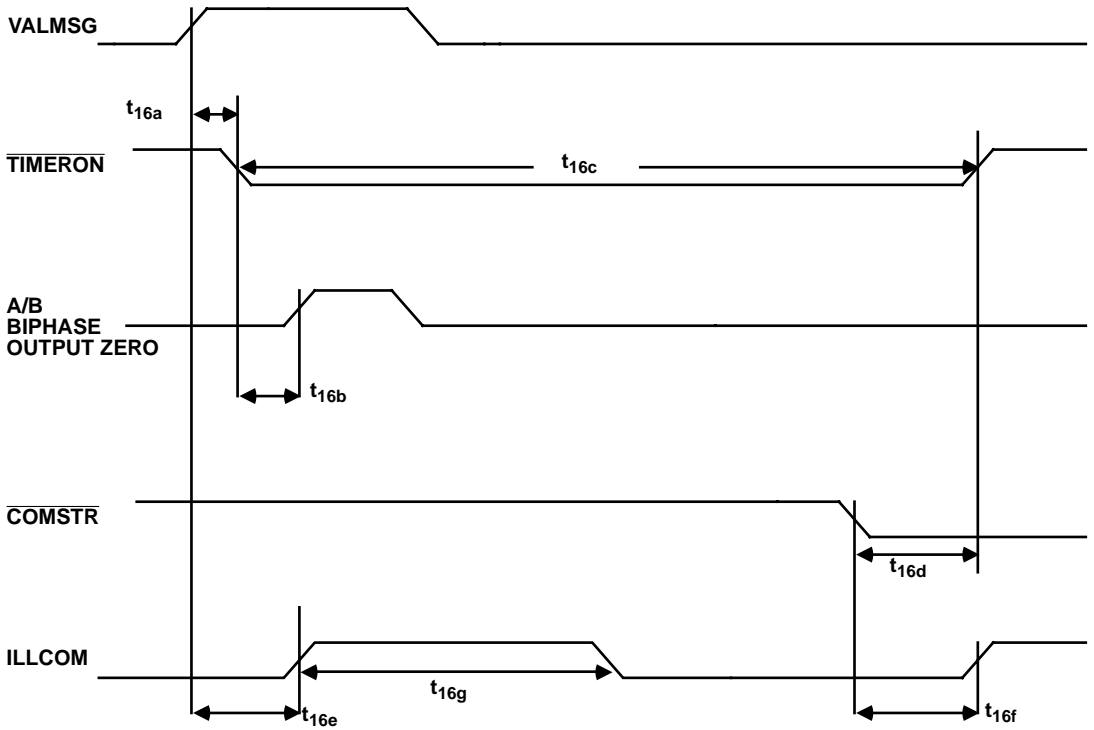 VALMSG
t16a
TIMERON
t16c
A/B
BIPHASE
OUTPUT ZERO
t16b
COMSTR
t16d
ILLCOM
t16g
t16e
t16f